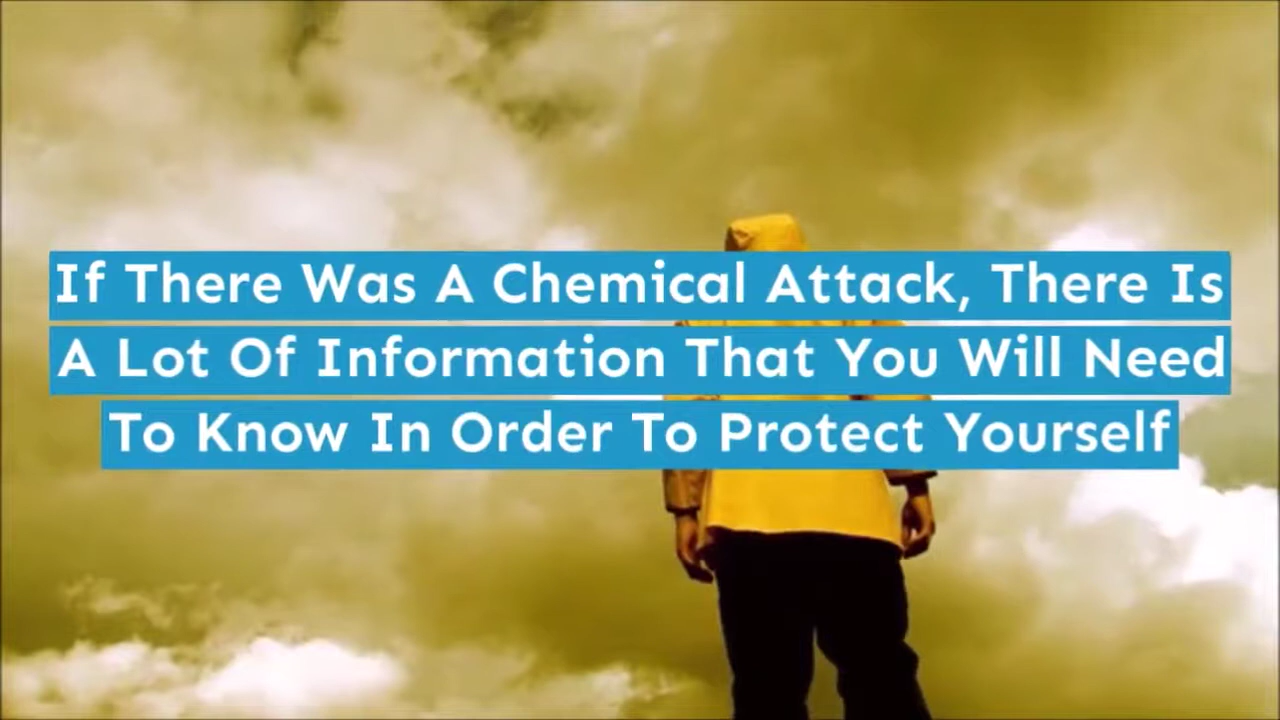 If There Was A Chemical Attack, There Is
A Lot Of Information That You Will Need
To Know In Order To Protect Yourself